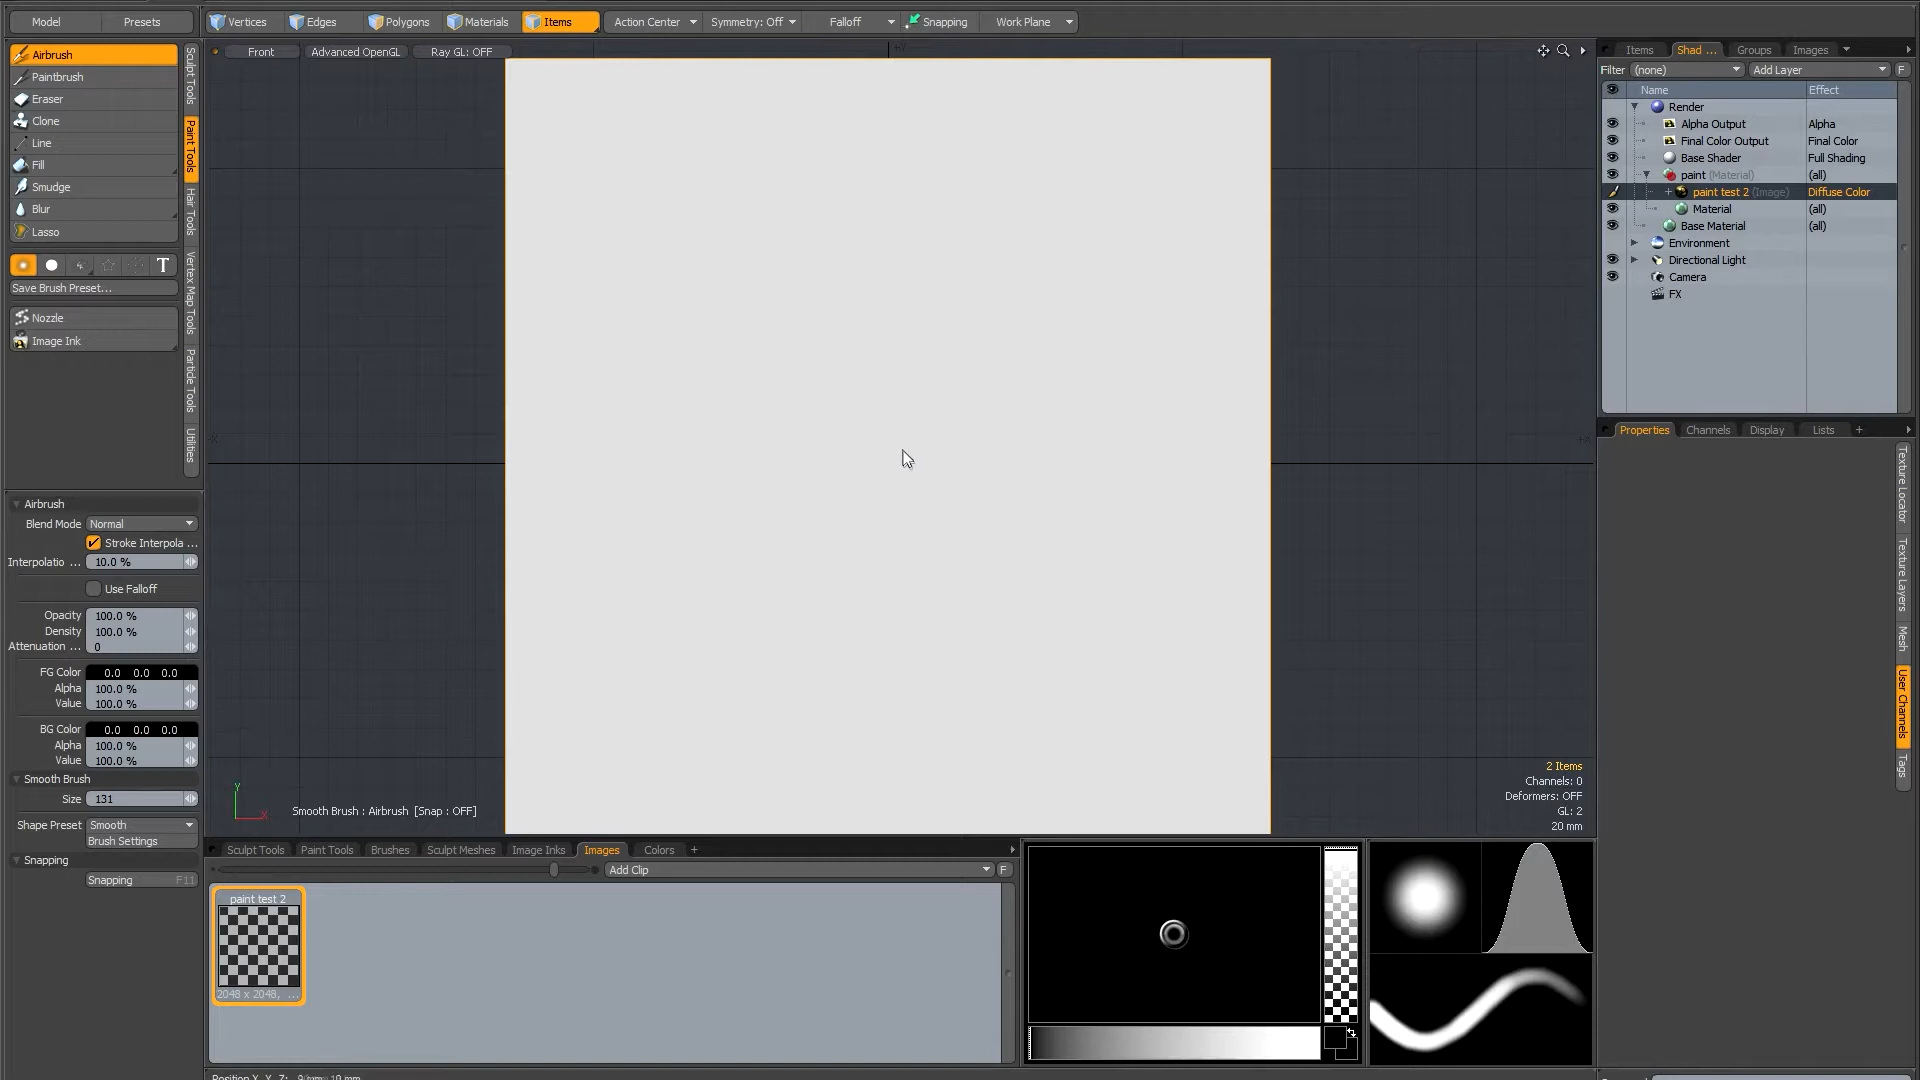 Model Presets Vertices Edges Polygons Materials Items Action Center Symmetry: Off Falloff Snapping Work Plane
Airbrush
Paintbrush
Eraser
Clone
Line
Fill
Smudge
Blur
Lasso
T
Save Brush Preset...
Nozzle
Image Ink
Sculpt Tools
Paint Tools
Hair Tools
Vertex Map Tools
Particle Tools
Utilities
Airbrush
Blend Mode Normal
Stroke Interpola ...
Interpolatio ... 10.0 %
Use Falloff
Opacity 100.0 %
Density 100.0 %
Attenuation ... 0
FG Color 0.0 0.0 0.0
Alpha 100.0 %
Value 100.0 %
BG Color 0.0 0.0 0.0
Alpha 100.0 %
Value 100.0 %
Smooth Brush
Size 131
Shape Preset Smooth
Brush Settings
Snapping
Snapping F11
Front Advanced OpenGL Ray GL: OFF
+Y
-X
+X
Y
X
Smooth Brush : Airbrush [Snap : OFF]
2 Items
Channels: 0
Deformers: OFF
GL: 2
20 mm
Sculpt Tools Paint Tools Brushes Sculpt Meshes Image Inks Images Colors +
Add Clip F
paint test 2
2048 x 2048, ...
Items Shad ... Groups Images
Filter (none) Add Layer F
Name Effect
Render
Alpha Output Alpha
Final Color Output Final Color
Base Shader Full Shading
paint (Material) (all)
+ paint test 2 (Image) Diffuse Color
Material (all)
Base Material (all)
Environment
Directional Light
Camera
FX
Properties Channels Display Lists +
Texture Locator
Texture Layers
Mesh
User Channels
Tags